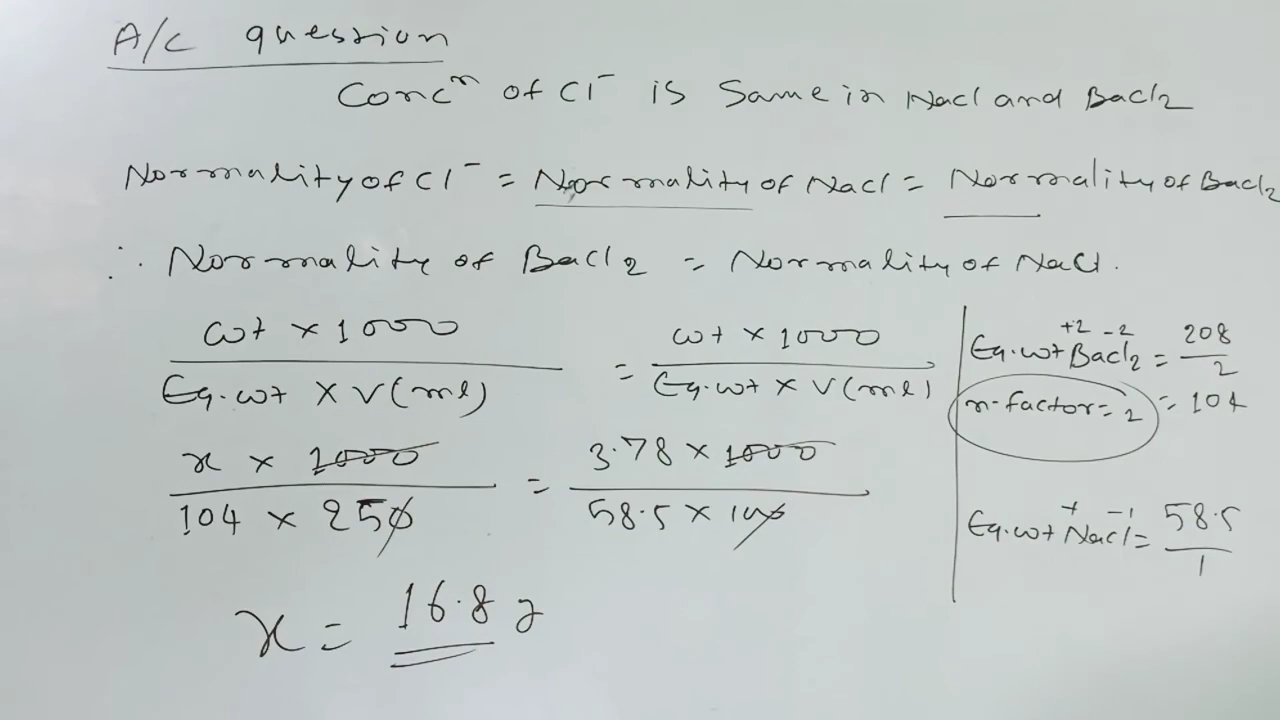 A/c question
Concⁿ of Cl⁻ is same in NaCl and BaCl₂
Normality of Cl⁻ = Normality of NaCl = Normality of BaCl₂
∴ Normality of BaCl₂ = Normality of NaCl.
wt × 1000 / Eq.wt × V(ml) = wt × 1000 / Eq.wt × V(ml)
x × 1000 / 104 × 250 = 3.78 × 1000 / 58.5 × 100
x = 16.8 g
+2 -2
Eq.wt BaCl₂ = 208 / 2
n-factor = 2 = 104
+ -1
Eq.wt NaCl = 58.5 / 1